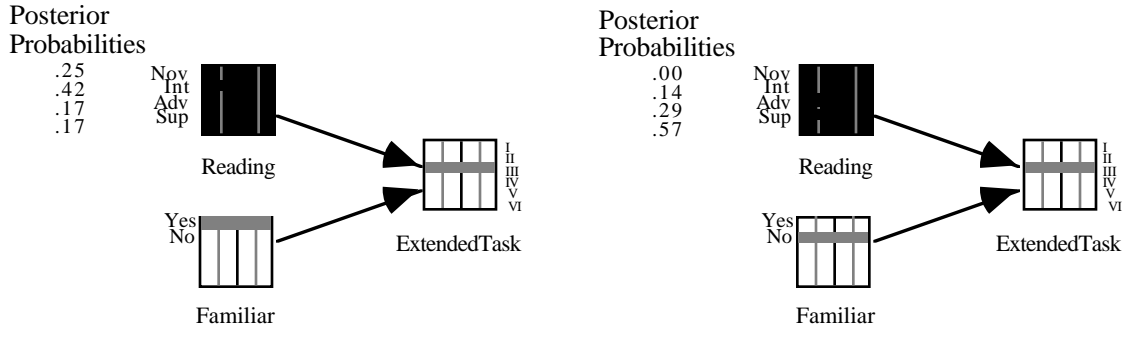 Posterior
Probabilities
.25
.42
.17
.17
Nov
Int
Adv
Sup
Reading
Yes
No
Familiar
I
II
III
IV
V
VI
ExtendedTask
Posterior
Probabilities
.00
.14
.29
.57
Nov
Int
Adv
Sup
Reading
Yes
No
Familiar
I
II
III
IV
V
VI
ExtendedTask